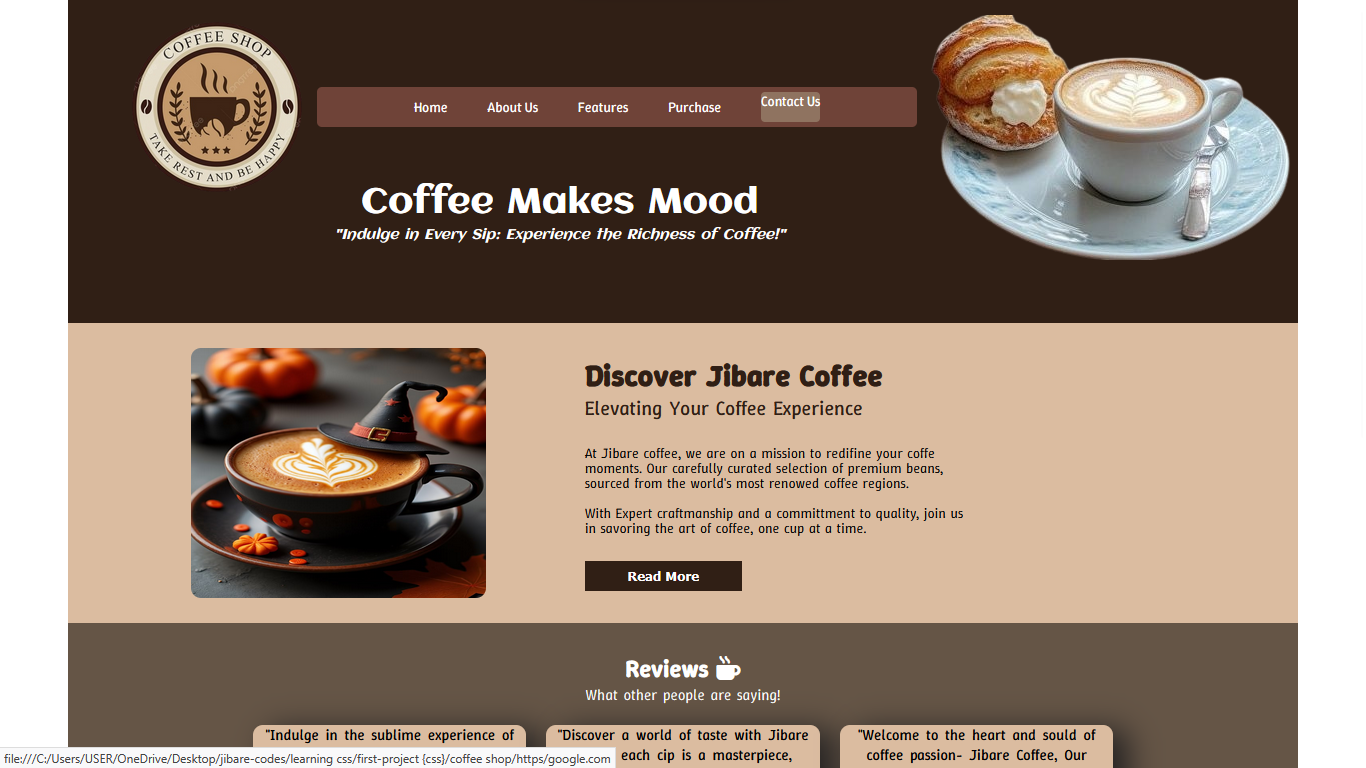 COFFEE SHOP
TAKE REST AND BE HAPPY
Home About Us Features Purchase Contact Us
Coffee Makes Mood
"Indulge in Every Sip: Experience the Richness of Coffee!"
Discover Jibare Coffee
Elevating Your Coffee Experience
At Jibare coffee, we are on a mission to redifine your coffe
moments. Our carefully curated selection of premium beans,
sourced from the world's most renowed coffee regions.
With Expert craftmanship and a committment to quality, join us
in savoring the art of coffee, one cup at a time.
Read More
Reviews
What other people are saying!
"Indulge in the sublime experience of
"Discover a world of taste with Jibare
each cip is a masterpiece,
"Welcome to the heart and sould of
coffee passion- Jibare Coffee, Our
file:///C:/Users/USER/OneDrive/Desktop/jibare-codes/learning css/first-project {css}/coffee shop/https/google.com